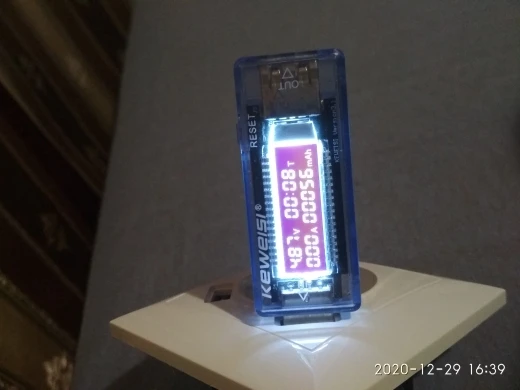 OUT
RESET
4.87V 00:08T
0.00A 00056mAh
KEWEISI®
2020-12-29 16:39